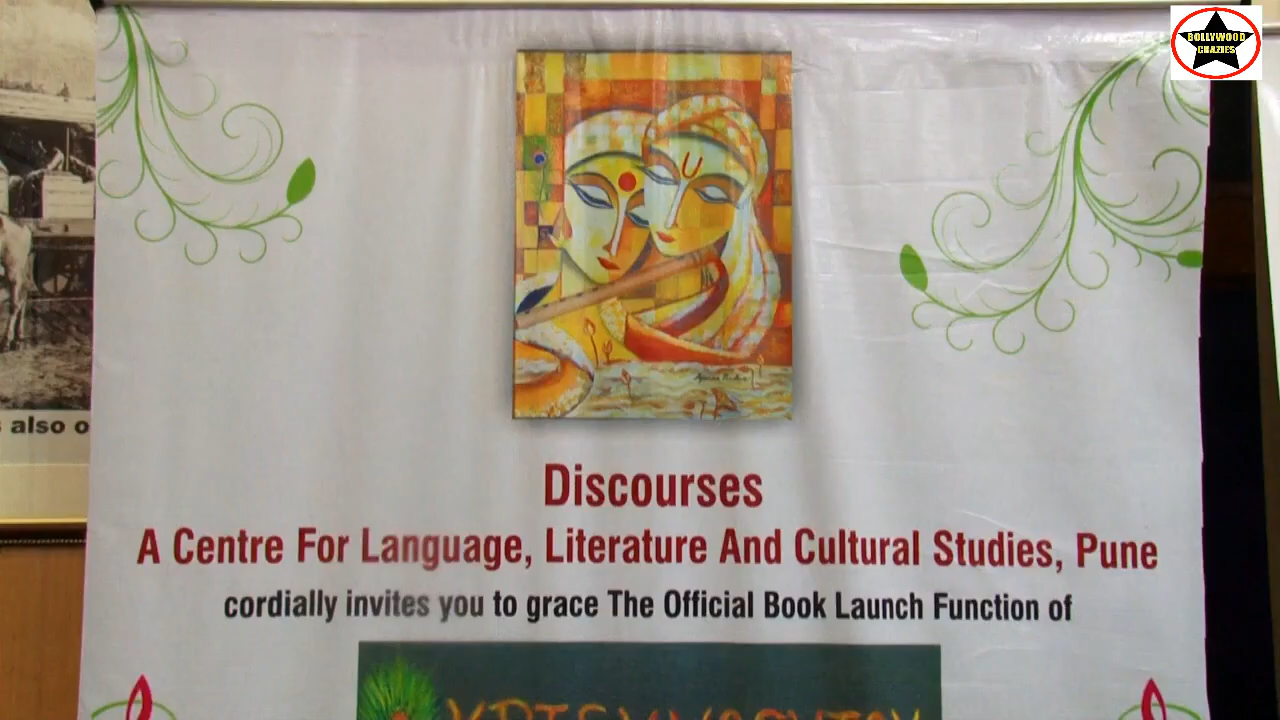 BOLLYWOOD
CRAZIES
also o
Discourses
A Centre For Language, Literature And Cultural Studies, Pune
cordially invites you to grace The Official Book Launch Function of